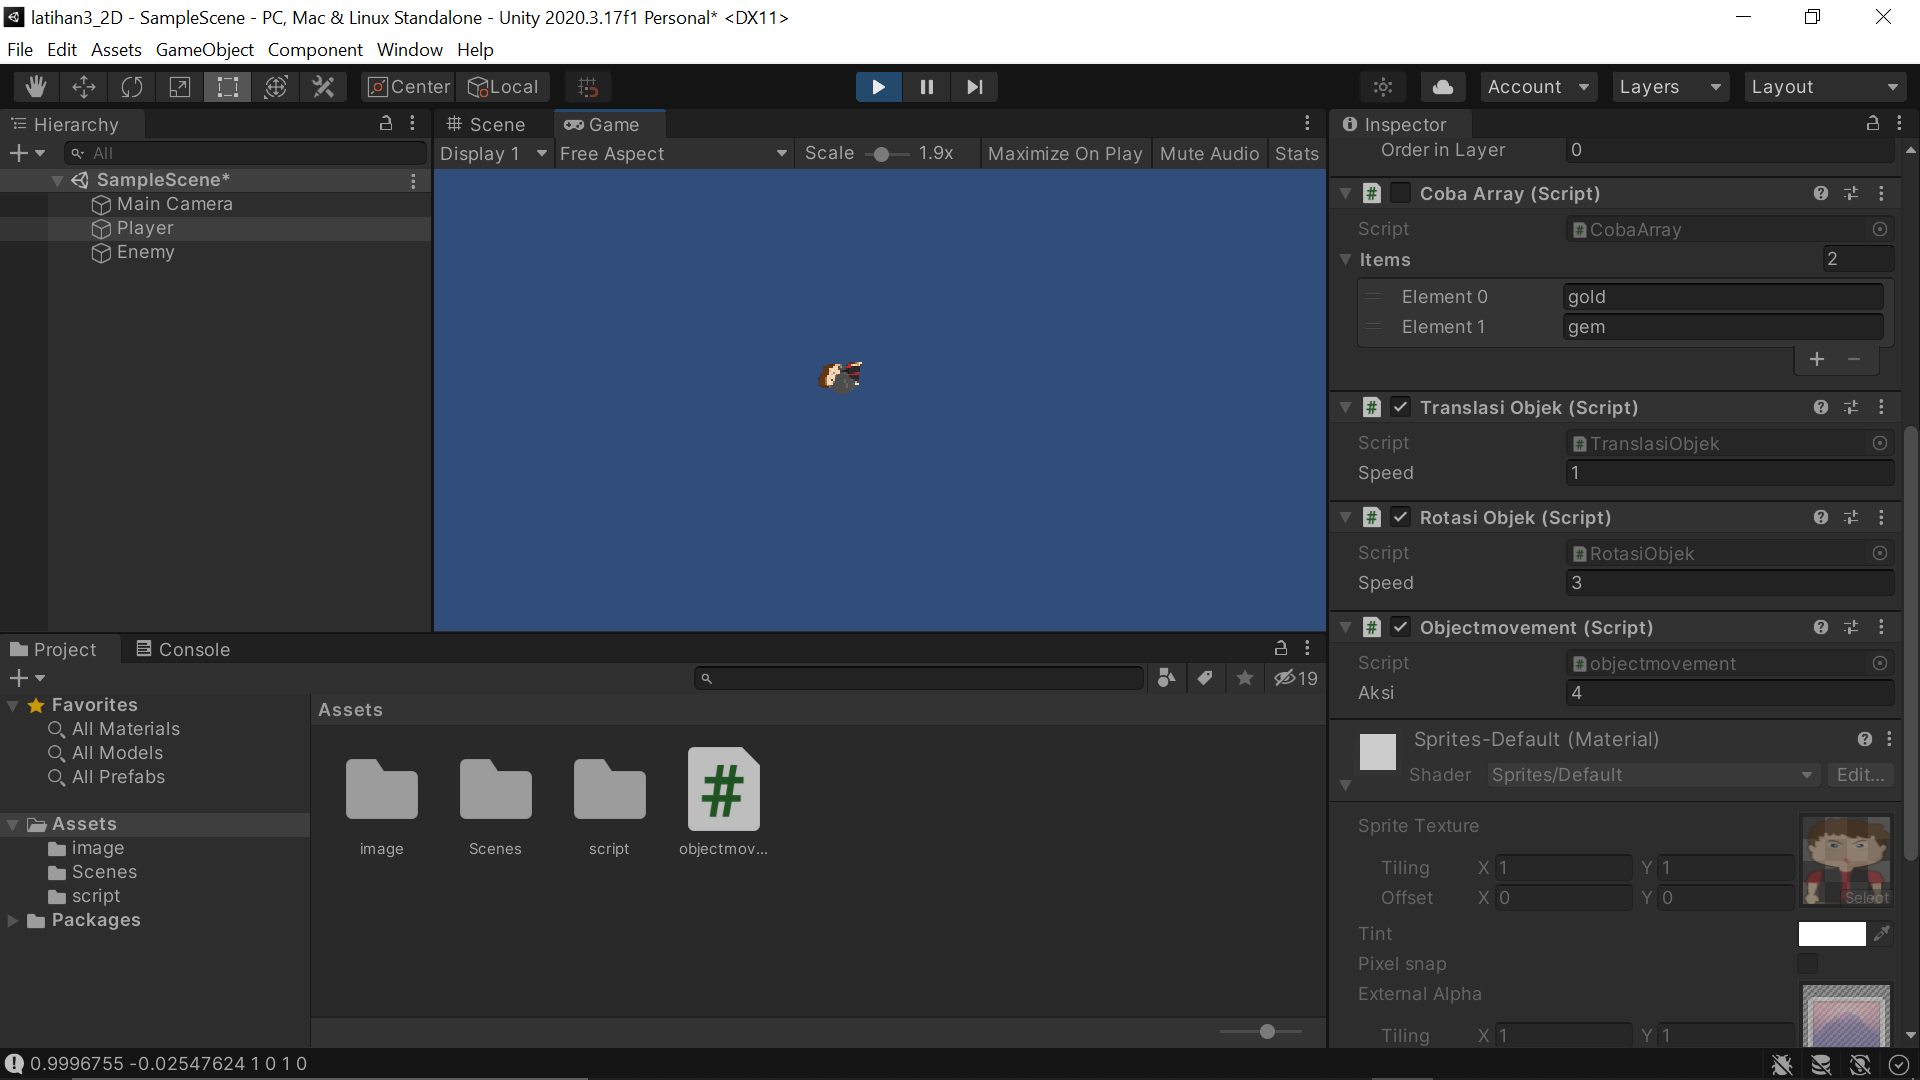 latihan3_2D - SampleScene - PC, Mac & Linux Standalone - Unity 2020.3.17f1 Personal* <DX11>
File Edit Assets GameObject Component Window Help
Center Local Account Layers Layout
Hierarchy
All
SampleScene*
Main Camera
Player
Enemy
Scene Game
Display 1 Free Aspect Scale 1.9x Maximize On Play Mute Audio Stats
Inspector
Order in Layer 0
# Coba Array (Script)
Script CobaArray
Items 2
Element 0 gold
Element 1 gem
+ −
# Translasi Objek (Script)
Script TranslasiObjek
Speed 1
# Rotasi Objek (Script)
Script RotasiObjek
Speed 3
# Objectmovement (Script)
Script objectmovement
Aksi 4
Sprites-Default (Material)
Shader Sprites/Default Edit...
Sprite Texture
Tiling X 1 Y 1
Offset X 0 Y 0
Select
Tint
Pixel snap
External Alpha
Tiling X 1 Y 1
Project Console
19
Favorites
All Materials
All Models
All Prefabs
Assets
image
Scenes
script
Packages
Assets
#
image Scenes script objectmov...
0.9996755 -0.02547624 1 0 1 0